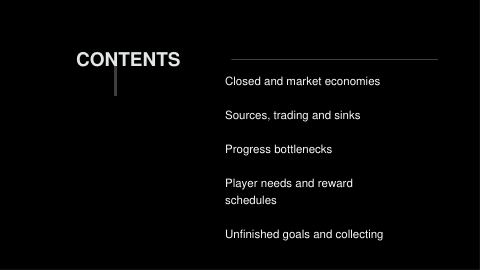 CONTENTS
Closed and market economies
Sources, trading and sinks
Progress bottlenecks
Player needs and reward
schedules
Unfinished goals and collecting